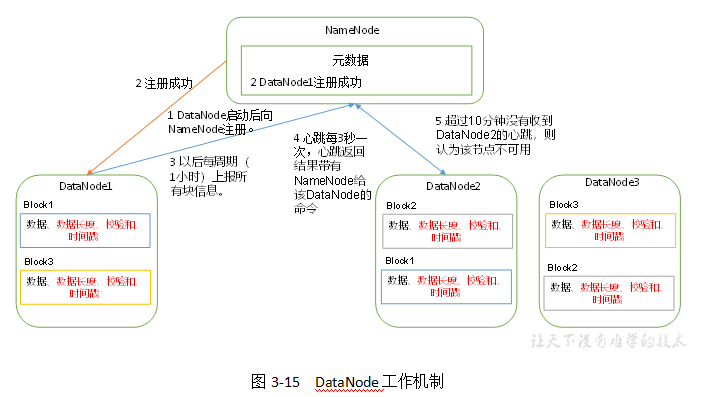 NameNode
元数据
2 DataNode1注册成功
2 注册成功
1 DataNode启动后向
NameNode注册。
3 以后每周期（
1小时）上报所
有块信息。
4 心跳每3秒一
次，心跳返回
结果带有
NameNode给
该DataNode的
命令
5 超过10分钟没有收到
DataNode2的心跳，则
认为该节点不可用
DataNode1
Block1
数据、数据长度、校验和、
时间戳
Block3
数据、数据长度、校验和、
时间戳
DataNode2
Block2
数据、数据长度、校验和、
时间戳
Block1
数据、数据长度、校验和、
时间戳
DataNode3
Block3
数据、数据长度、校验和、
时间戳
Block2
数据、数据长度、校验和、
时间戳
让天下没有难学的技术
图 3-15 DataNode 工作机制